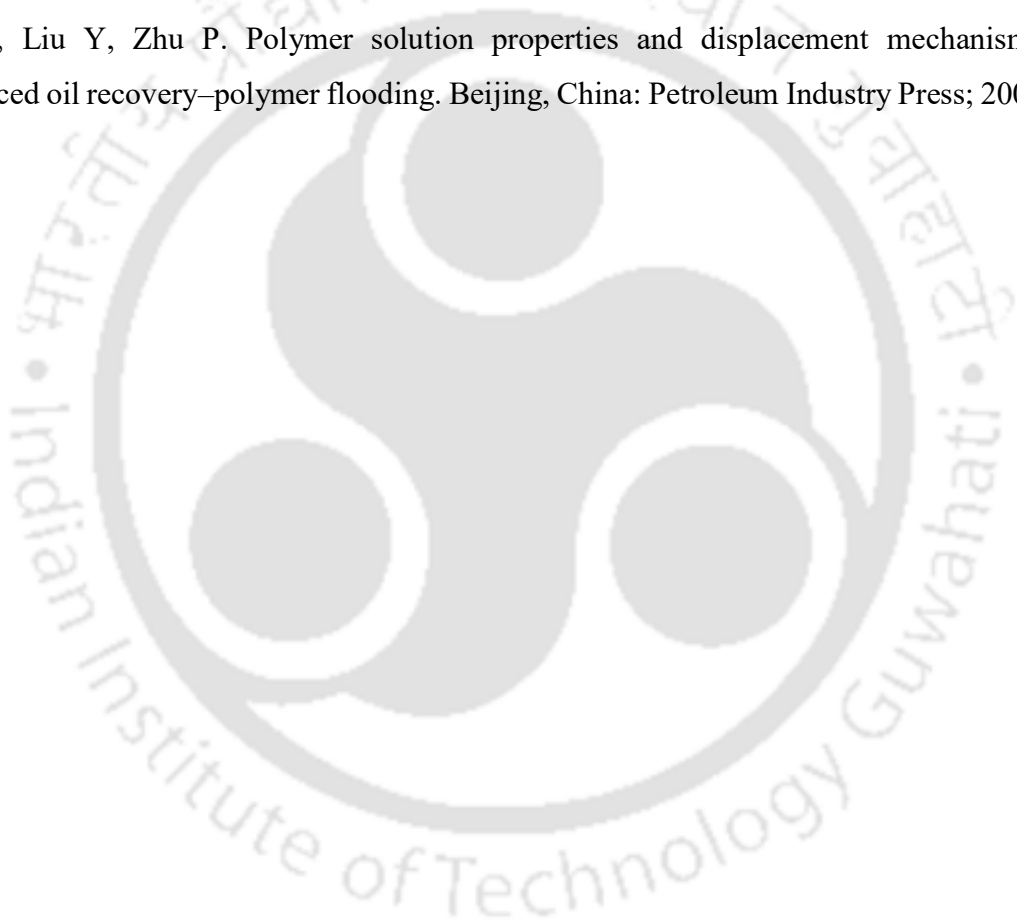 , Liu Y, Zhu P. Polymer solution properties and displacement mechanism
ced oil recovery–polymer flooding. Beijing, China: Petroleum Industry Press; 200
गुवाहाटी
Indian Institute of Technology Guwahati